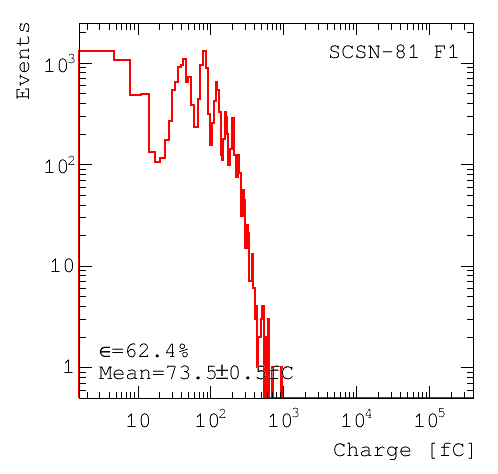 Events
SCSN-81 F1
10³
10²
10
1
ϵ=62.4%
Mean=73.5±0.5fC
10 10² 10³ 10⁴ 10⁵
Charge [fC]